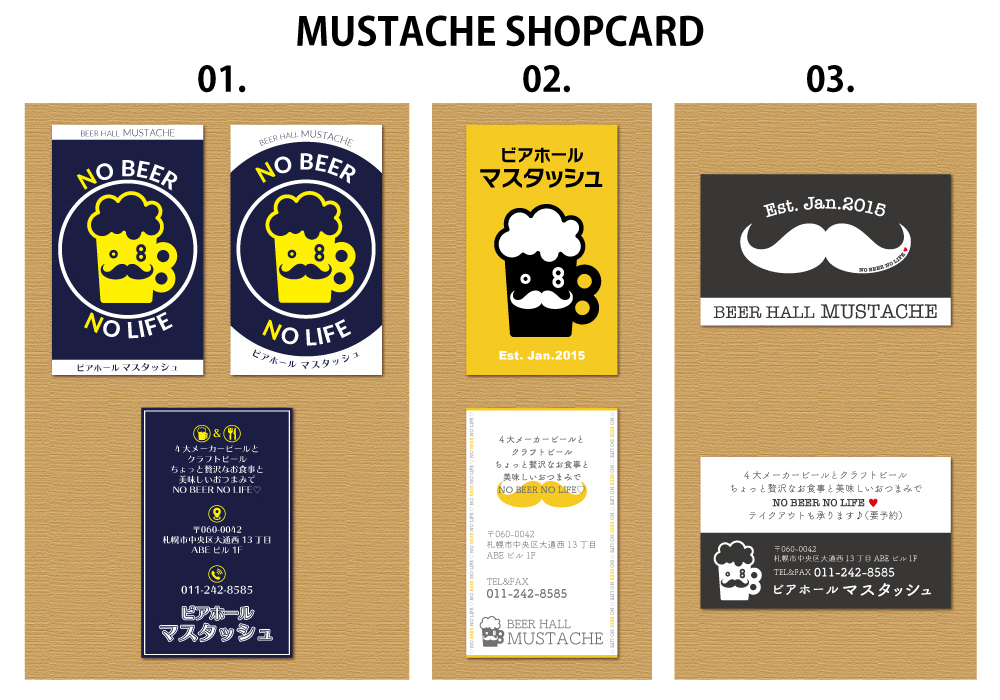 MUSTACHE SHOPCARD
01.
02.
03.
BEER HALL MUSTACHE
NO BEER
NO LIFE
ビアホール マスタッシュ
BEER HALL MUSTACHE
NO BEER
NO LIFE
ビアホール マスタッシュ
&
4大メーカービールと
クラフトビール
ちょっと贅沢なお食事と
美味しいおつまみで
NO BEER NO LIFE♡
〒060-0042
札幌市中央区大通西13丁目
ABEビル1F
011-242-8585
ビアホール
マスタッシュ
ビアホール
マスタッシュ
Est. Jan.2015
4大メーカービールと
クラフトビール
ちょっと贅沢なお食事と
美味しいおつまみで
NO BEER NO LIFE♡
〒060-0042
札幌市中央区大通西13丁目
ABEビル1F
TEL&FAX
011-242-8585
BEER HALL
MUSTACHE
Est. Jan.2015
NO BEER NO LIFE♥
BEER HALL MUSTACHE
4大メーカービールとクラフトビール
ちょっと贅沢なお食事と美味しいおつまみで
NO BEER NO LIFE ♥
テイクアウトも承ります♪(要予約)
〒060-0042
札幌市中央区大通西13丁目 ABEビル1F
TEL&FAX 011-242-8585
ビアホール マスタッシュ